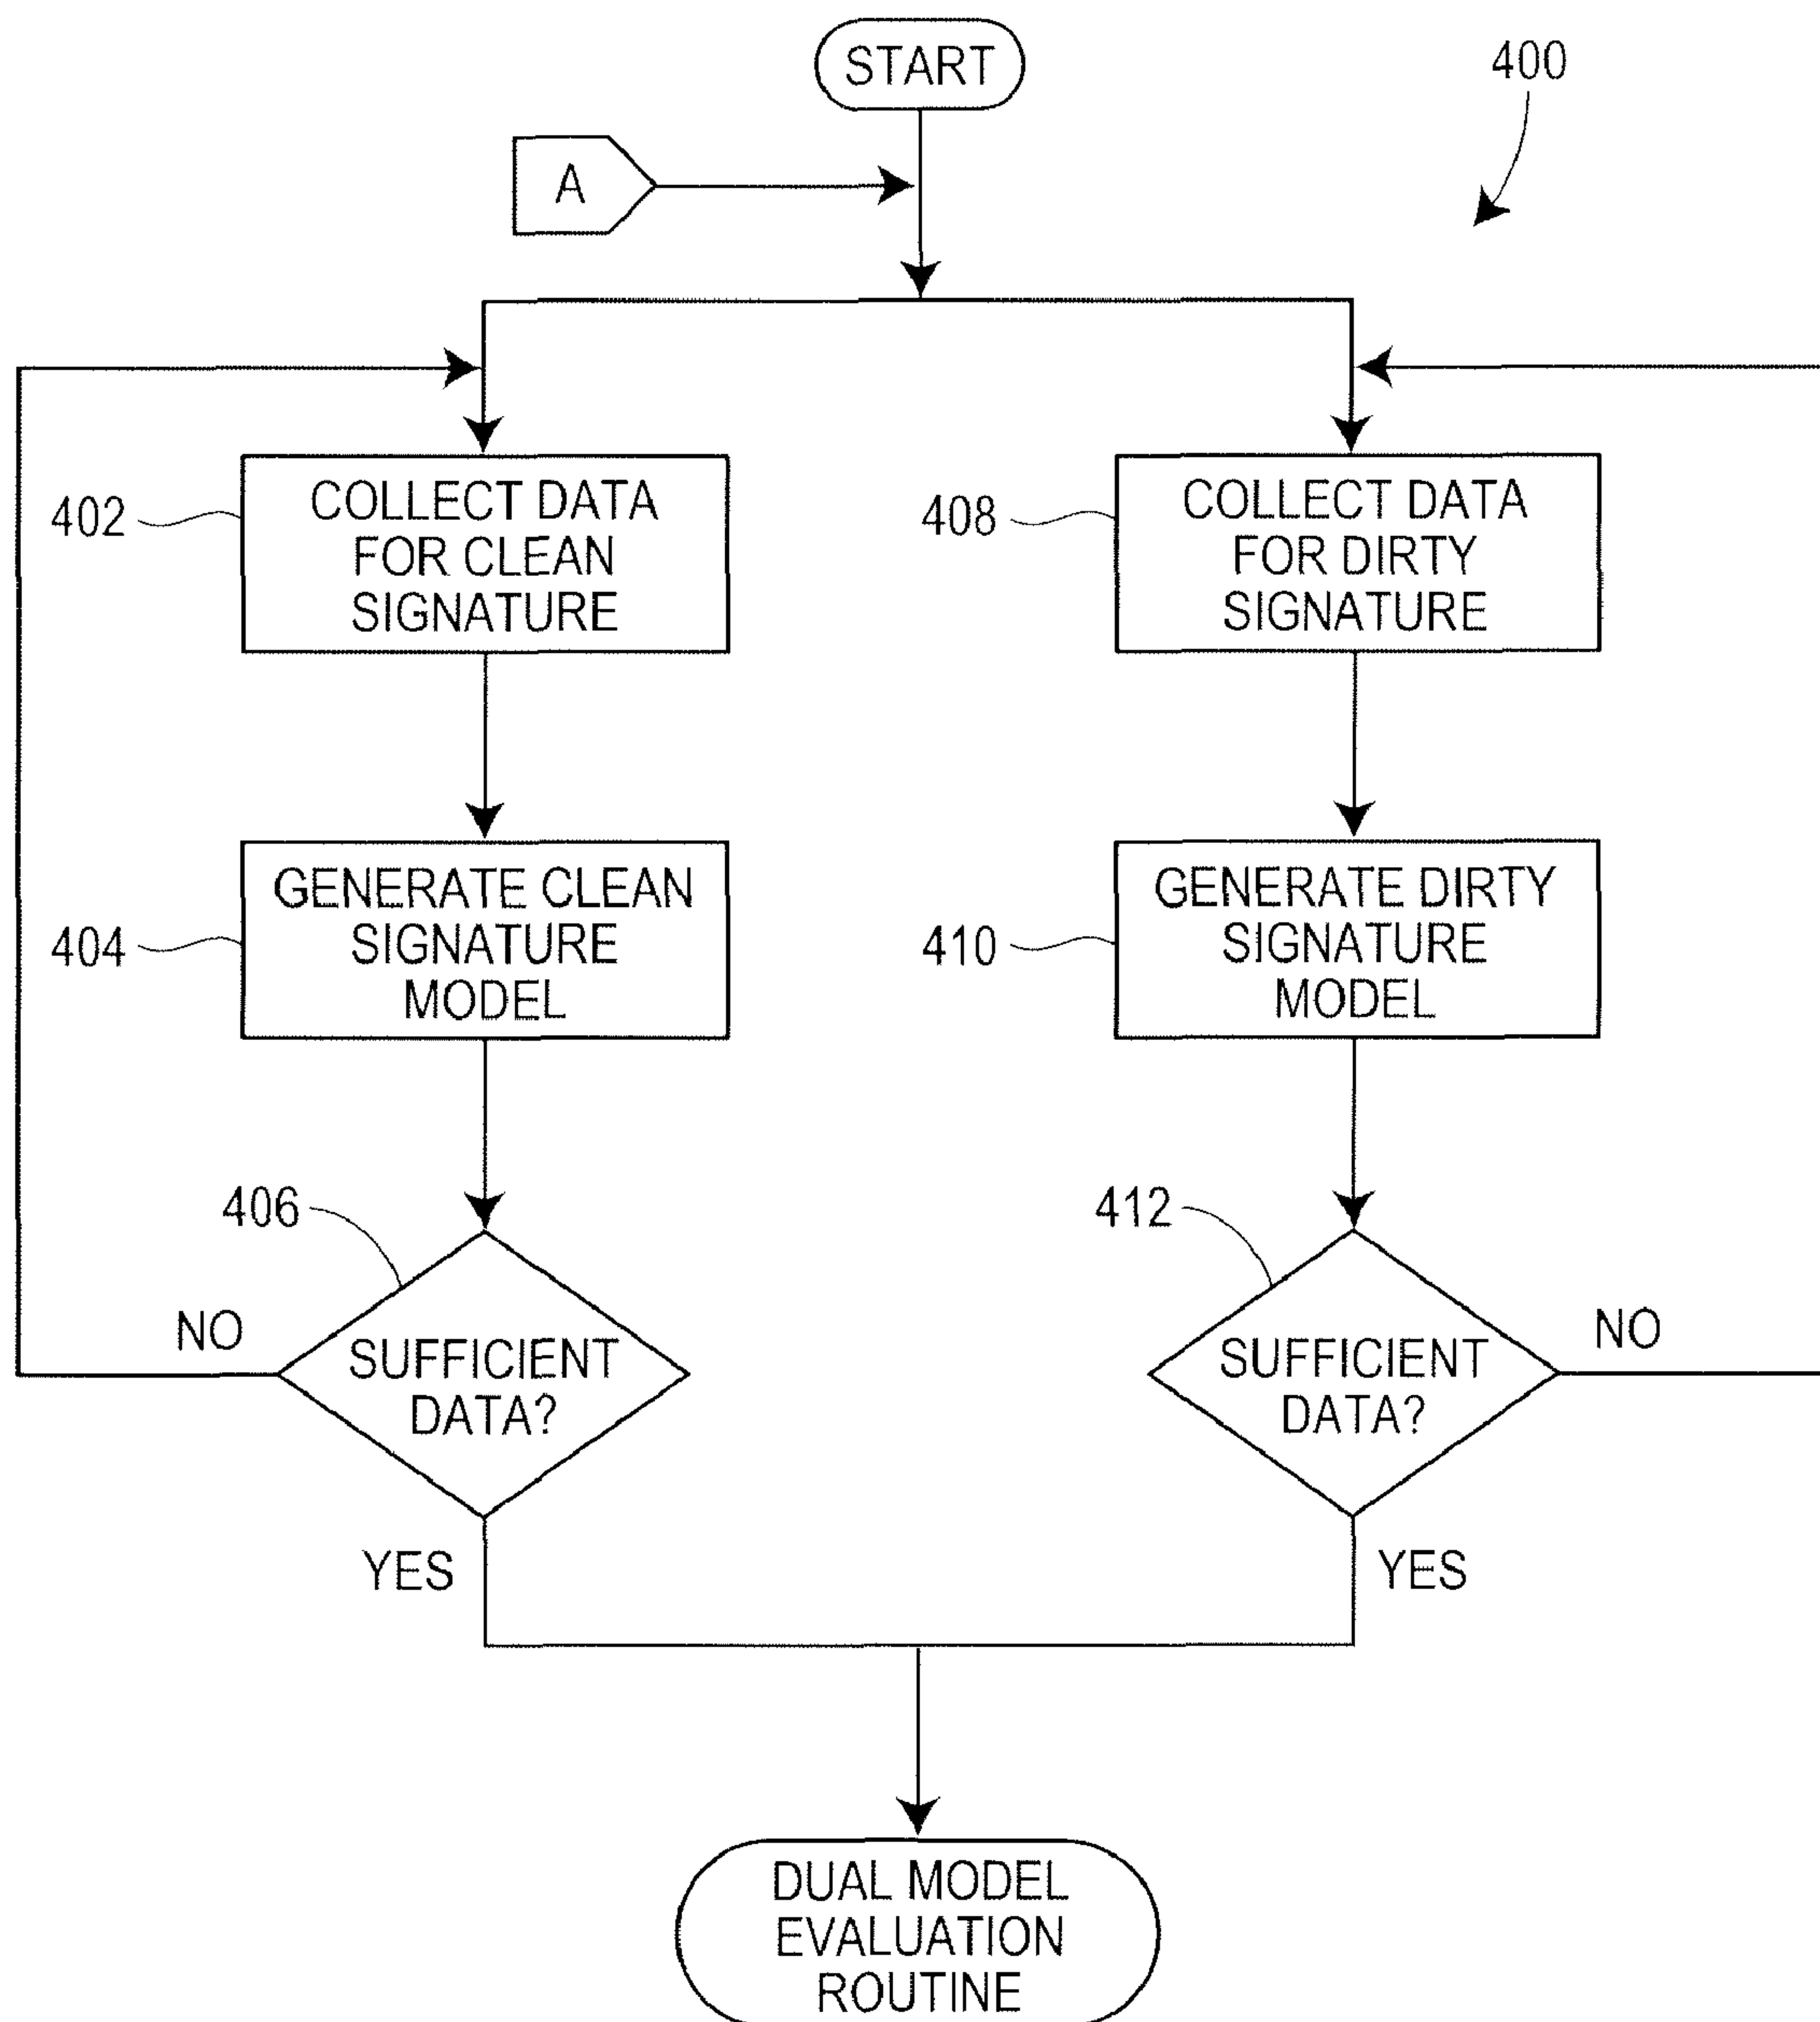 START
400
A
402
COLLECT DATA
FOR CLEAN
SIGNATURE
408
COLLECT DATA
FOR DIRTY
SIGNATURE
404
GENERATE CLEAN
SIGNATURE
MODEL
410
GENERATE DIRTY
SIGNATURE
MODEL
406
NO
SUFFICIENT
DATA?
YES
412
SUFFICIENT
DATA?
NO
YES
DUAL MODEL
EVALUATION
ROUTINE